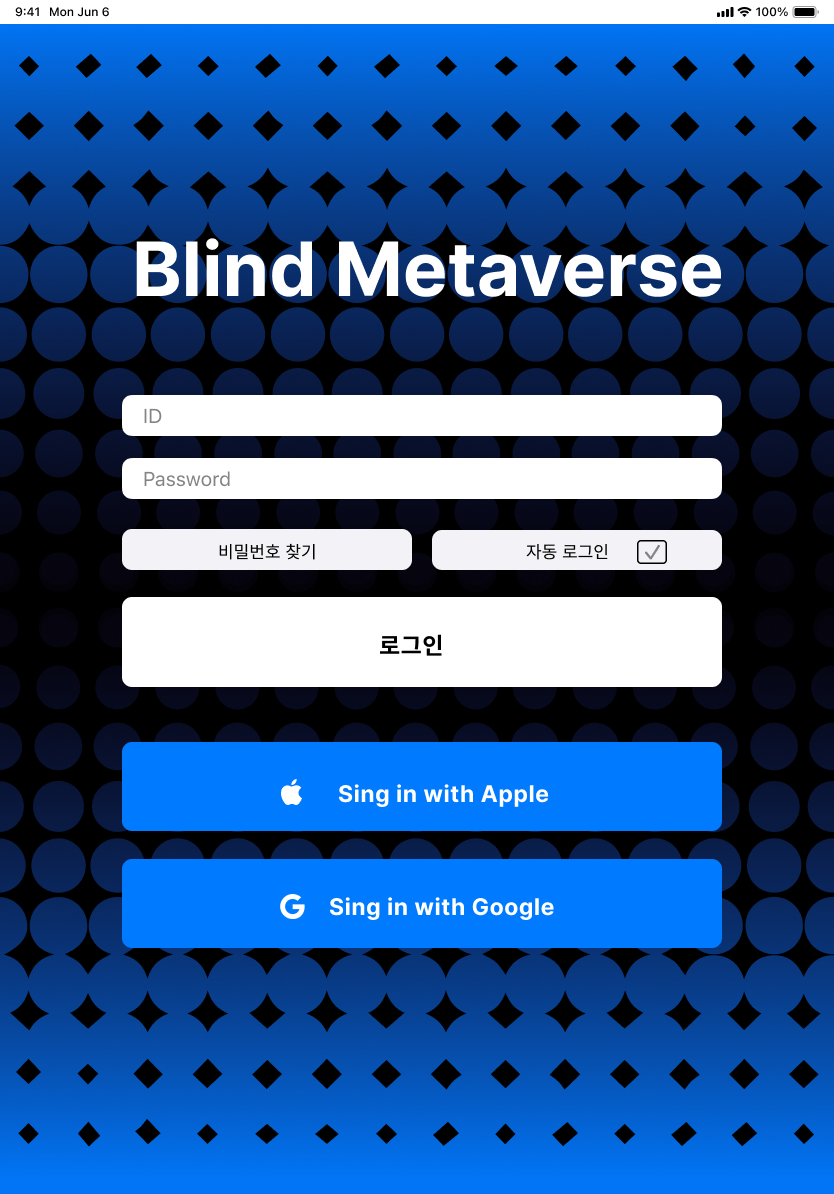 9:41 Mon Jun 6 100%
Blind Metaverse
ID
Password
비밀번호 찾기 자동 로그인
로그인
Sing in with Apple
Sing in with Google